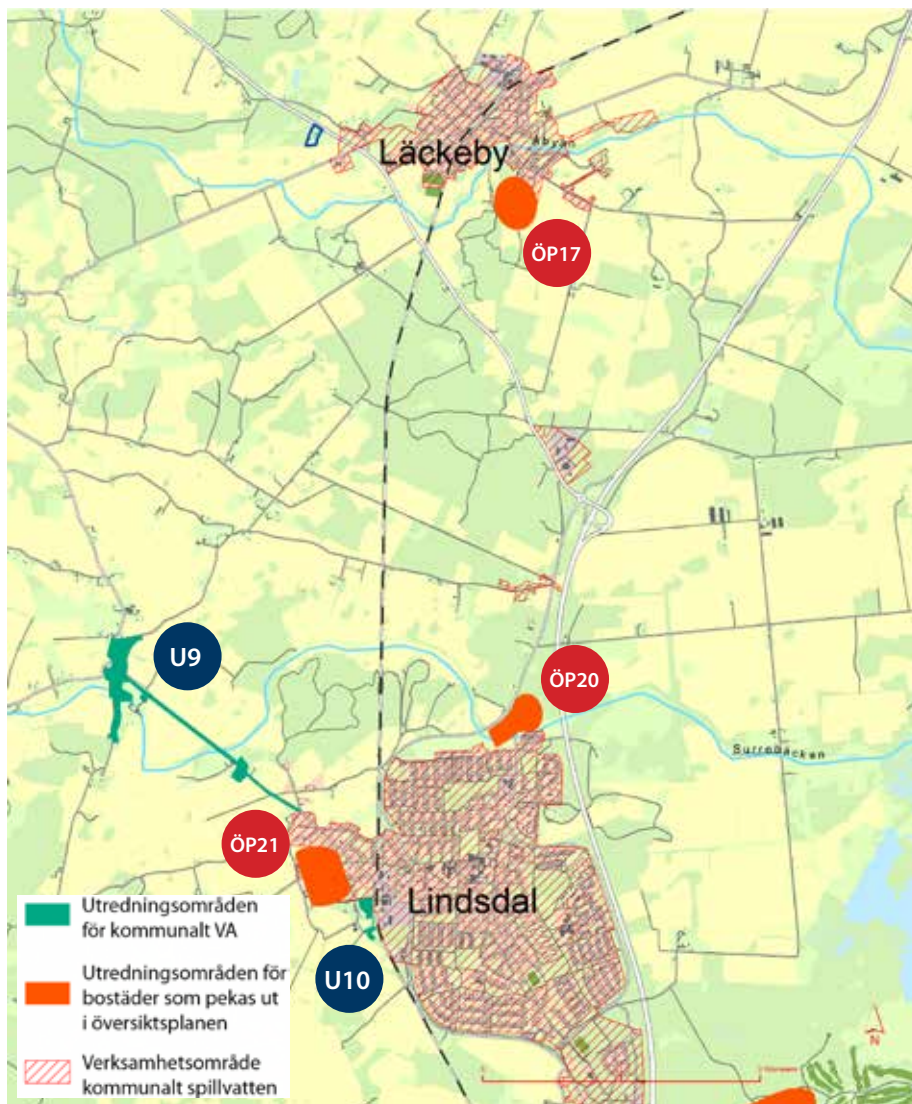 Läckeby
Åbyån
ÖP17
U9
ÖP20
Surrebäcken
ÖP21
Lindsdal
U10
Utredningsområden
för kommunalt VA
Utredningsområden för
bostäder som pekas ut
i översiktsplanen
Verksamhetsområde
kommunalt spillvatten
N